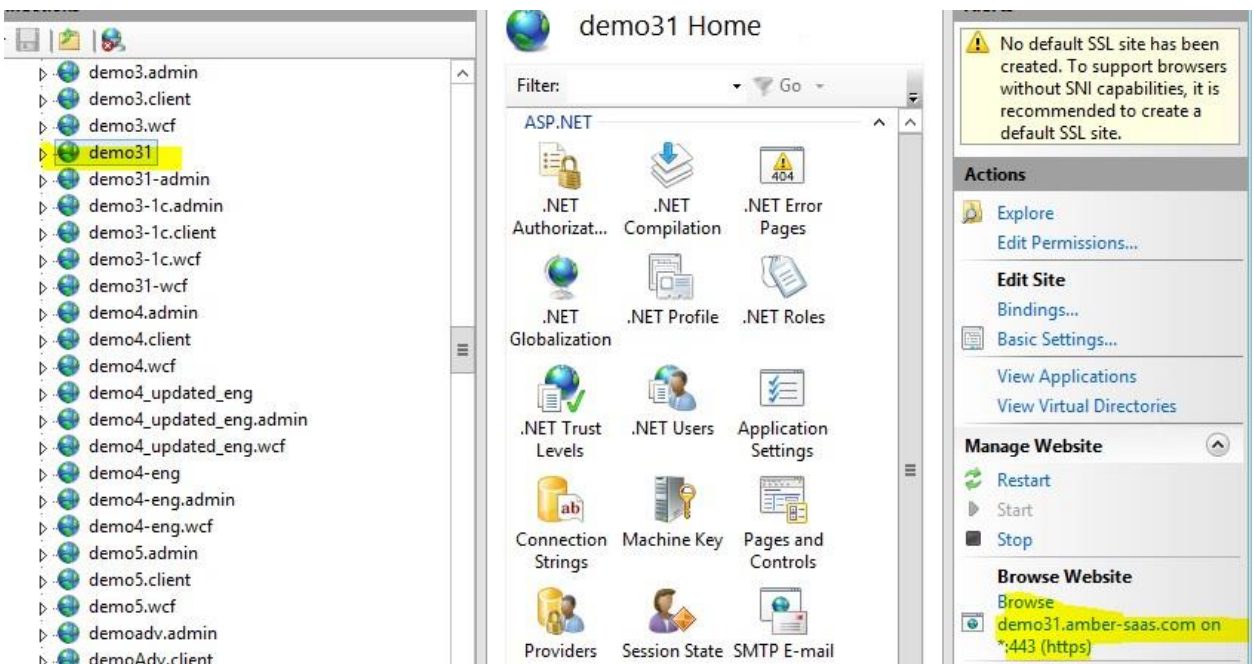 demo3.admin
demo3.client
demo3.wcf
demo31
demo31-admin
demo3-1c.admin
demo3-1c.client
demo3-1c.wcf
demo31-wcf
demo4.admin
demo4.client
demo4.wcf
demo4_updated_eng
demo4_updated_eng.admin
demo4_updated_eng.wcf
demo4-eng
demo4-eng.admin
demo4-eng.wcf
demo5.admin
demo5.client
demo5.wcf
demoadv.admin
demoAdv.client
demo31 Home
Filter:
Go
ASP.NET
.NET
Authorizat...
.NET
Compilation
.NET Error
Pages
404
.NET
Globalization
.NET Profile
.NET Roles
.NET Trust
Levels
.NET Users
Application
Settings
ab
Connection
Strings
Machine Key
Pages and
Controls
Providers
Session State
SMTP E-mail
No default SSL site has been
created. To support browsers
without SNI capabilities, it is
recommended to create a
default SSL site.
Actions
Explore
Edit Permissions...
Edit Site
Bindings...
Basic Settings...
View Applications
View Virtual Directories
Manage Website
Restart
Start
Stop
Browse Website
Browse
demo31.amber-saas.com on
*:443 (https)